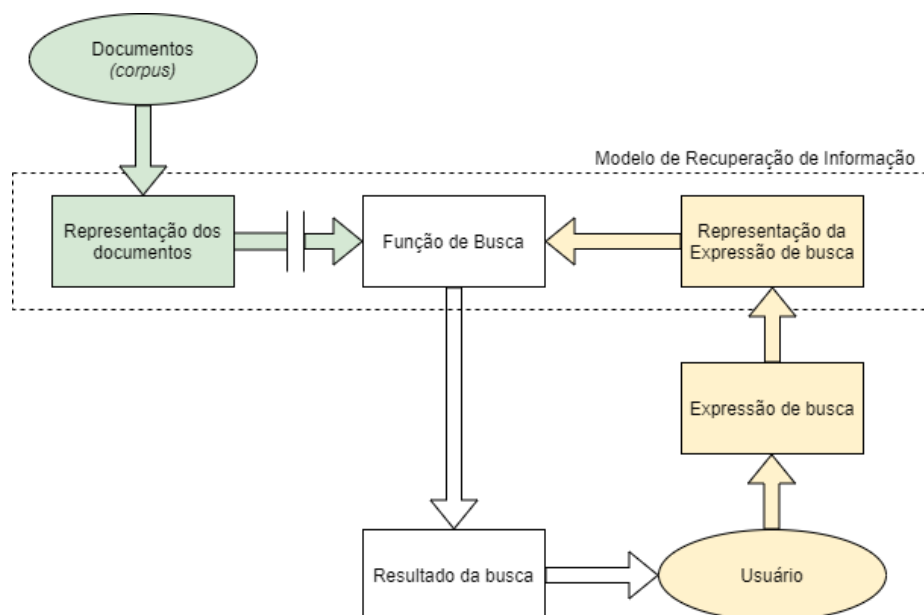 Documentos
(corpus)
Modelo de Recuperação de Informação
Representação dos
documentos
Função de Busca
Representação da
Expressão de busca
Expressão de busca
Resultado da busca
Usuário